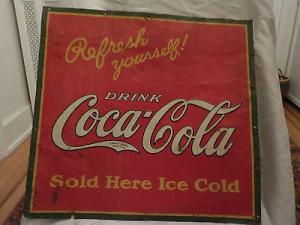 Refresh
yourself!
DRINK
Coca-Cola
Sold Here Ice Cold